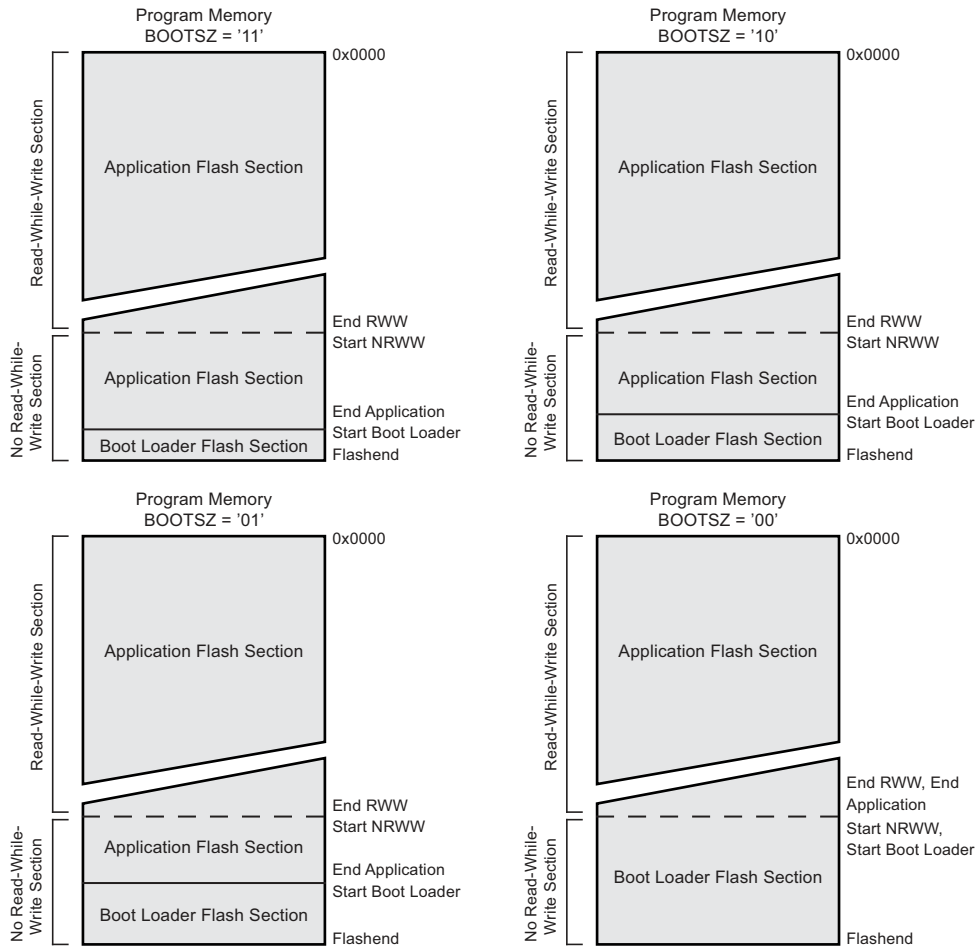 Program Memory
BOOTSZ = '11'
0x0000
Read-While-Write Section
Application Flash Section
End RWW
Start NRWW
No Read-While-
Write Section
Application Flash Section
End Application
Start Boot Loader
Boot Loader Flash Section
Flashend
Program Memory
BOOTSZ = '10'
0x0000
Read-While-Write Section
Application Flash Section
End RWW
Start NRWW
No Read-While-
Write Section
Application Flash Section
End Application
Start Boot Loader
Boot Loader Flash Section
Flashend
Program Memory
BOOTSZ = '01'
0x0000
Read-While-Write Section
Application Flash Section
End RWW
Start NRWW
No Read-While-
Write Section
Application Flash Section
End Application
Start Boot Loader
Boot Loader Flash Section
Flashend
Program Memory
BOOTSZ = '00'
0x0000
Read-While-Write Section
Application Flash Section
End RWW, End
Application
Start NRWW,
Start Boot Loader
No Read-While-
Write Section
Boot Loader Flash Section
Flashend